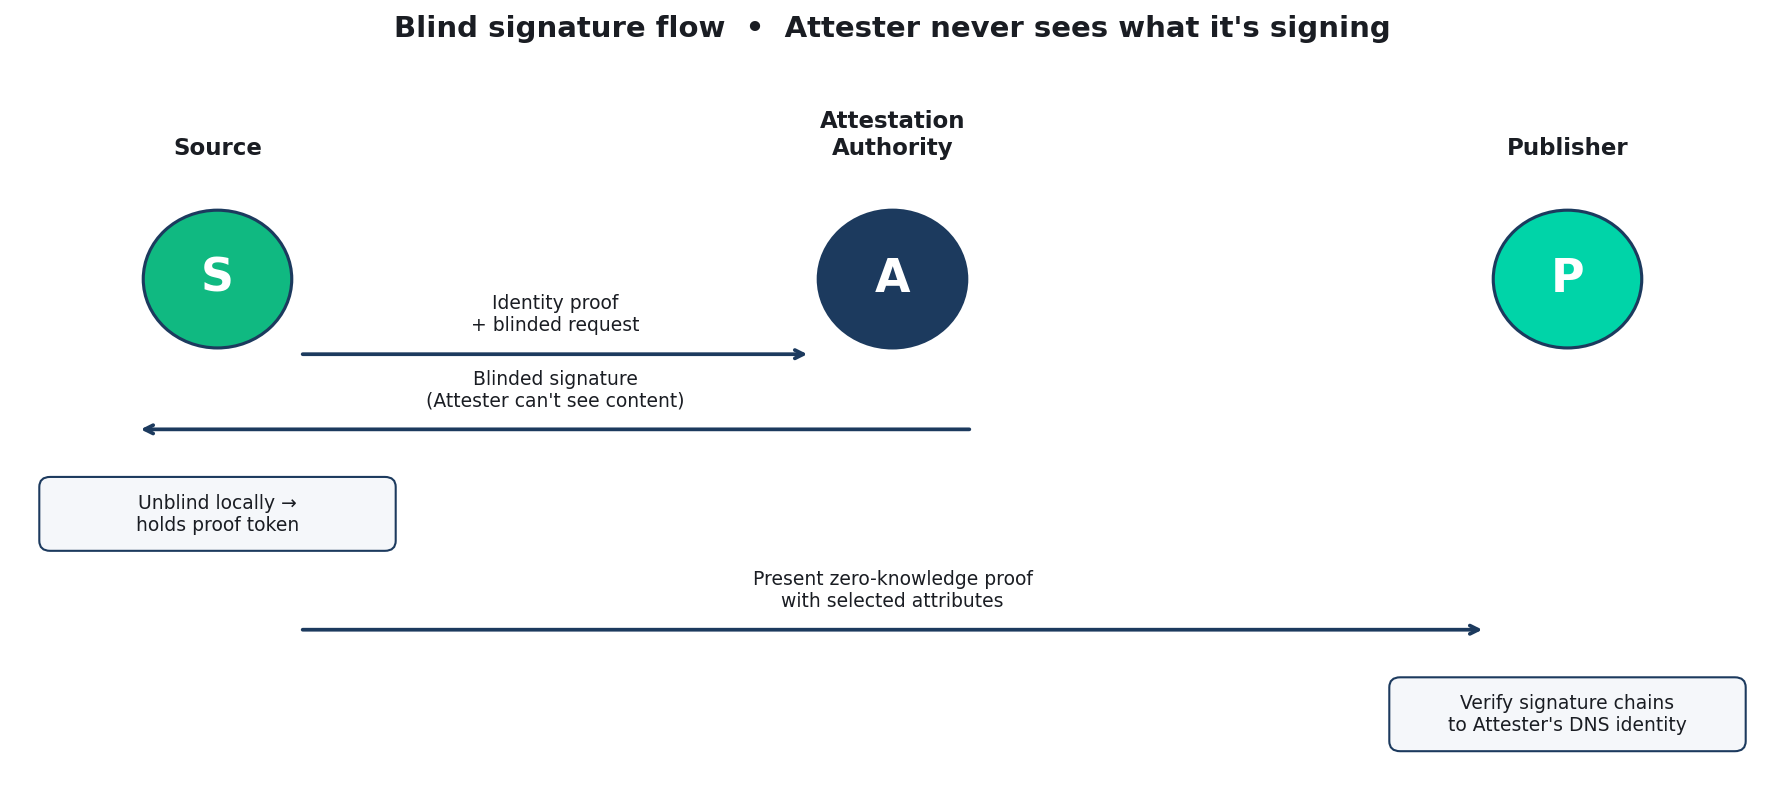 Blind signature flow • Attester never sees what it's signing
Source
Attestation
Authority
Publisher
S
A
P
Identity proof
+ blinded request
Blinded signature
(Attester can't see content)
Unblind locally →
holds proof token
Present zero-knowledge proof
with selected attributes
Verify signature chains
to Attester's DNS identity